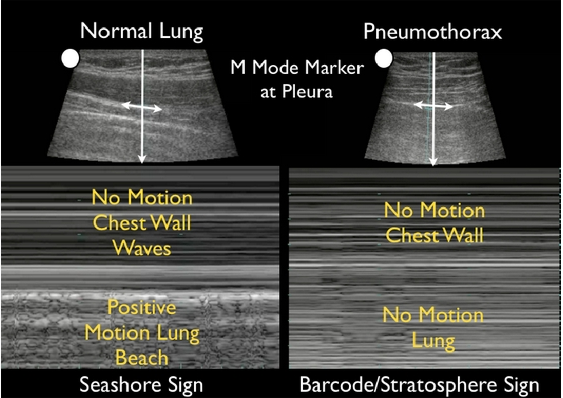 Normal Lung
Pneumothorax
M Mode Marker
at Pleura
No Motion
Chest Wall
Waves
No Motion
Chest Wall
Positive
Motion Lung
Beach
No Motion
Lung
Seashore Sign
Barcode/Stratosphere Sign